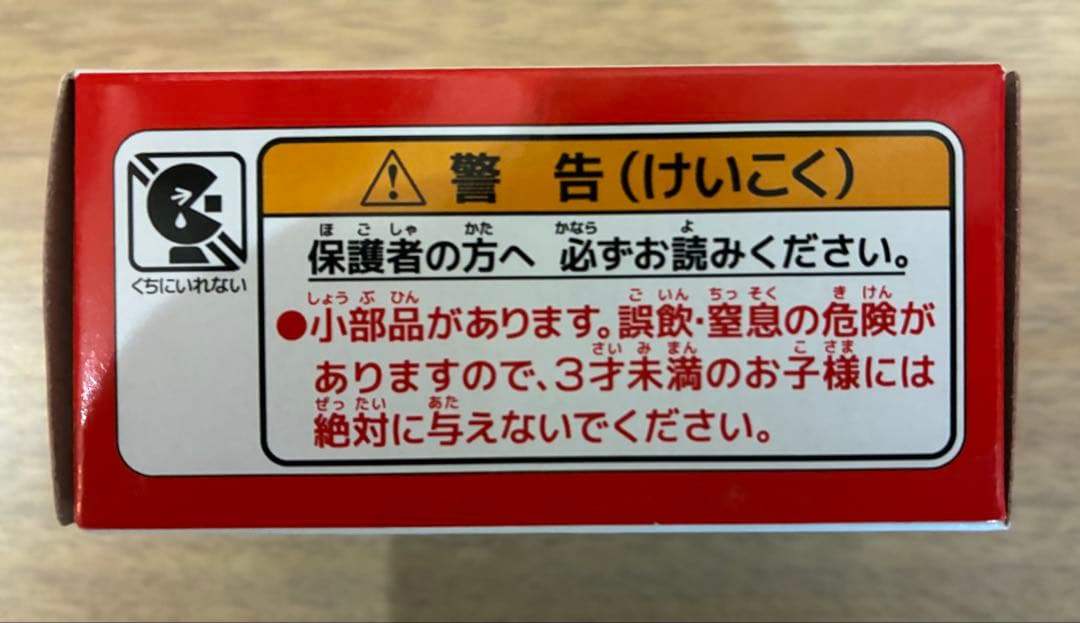 警 告(けいこく)
ほごしゃ かた かなら よ
保護者の方へ 必ずお読みください。
しょうぶひん ごいん ちっそく きけん
●小部品があります。誤飲・窒息の危険が
さいみまん こさま
ありますので、3才未満のお子様には
ぜったい あた
絶対に与えないでください。
くちにいれない